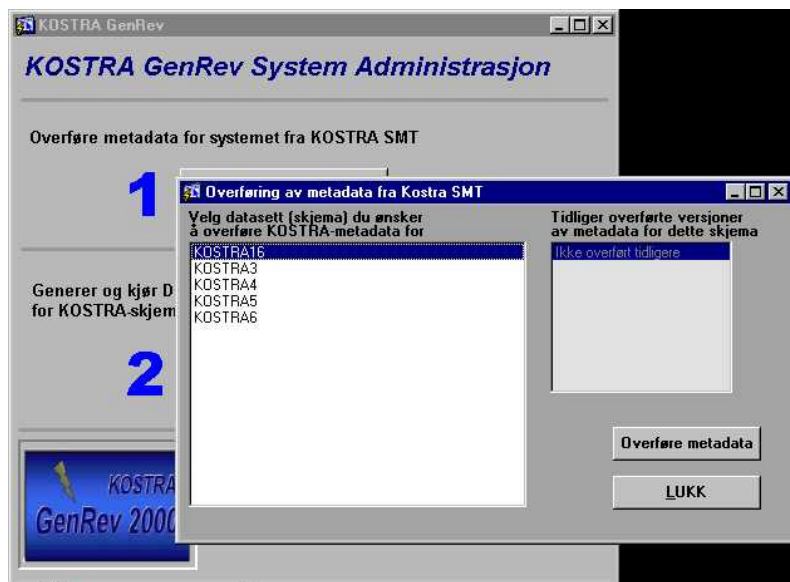 KOSTRA GenRev
KOSTRA GenRev System Administrasjon
Overføre metadata for systemet fra KOSTRA SMT
1
Overføring av metadata fra Kostra SMT
Velg datasett (skjema) du ønsker
å overføre KOSTRA-metadata for
KOSTRA16
KOSTRA3
KOSTRA4
KOSTRA5
KOSTRA6
Tidliger overførte versjoner
av metadata for dette skjema
Ikke overført tidligere
Overføre metadata
LUKK
Generer og kjør D
for KOSTRA-skjem
2
KOSTRA
GenRev 2000